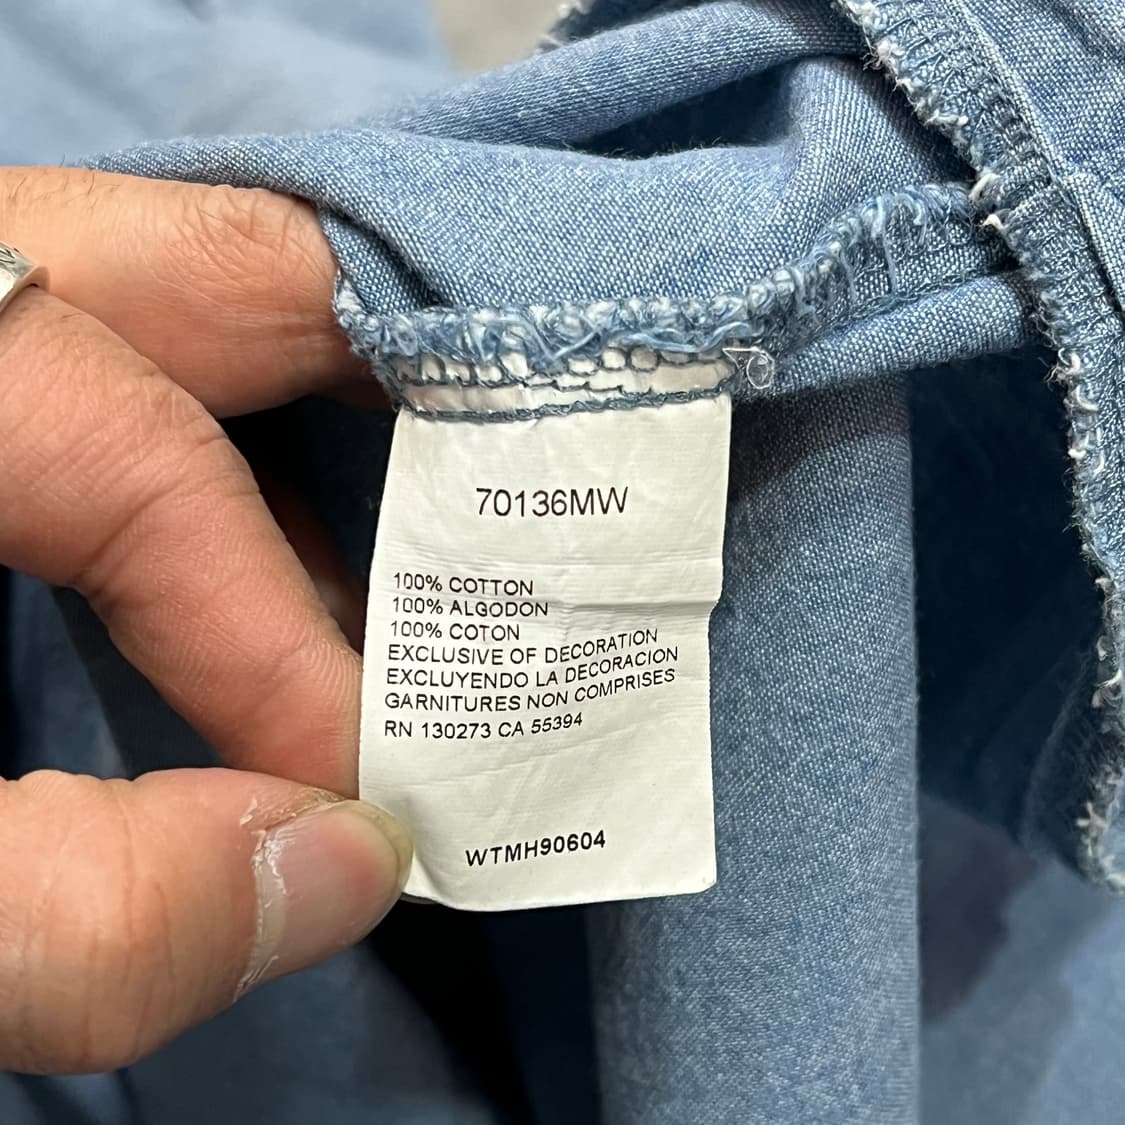 70136MW
100% COTTON
100% ALGODON
100% COTON
EXCLUSIVE OF DECORATION
EXCLUYENDO LA DECORACION
GARNITURES NON COMPRISES
RN 130273 CA 55394
WTMH90604